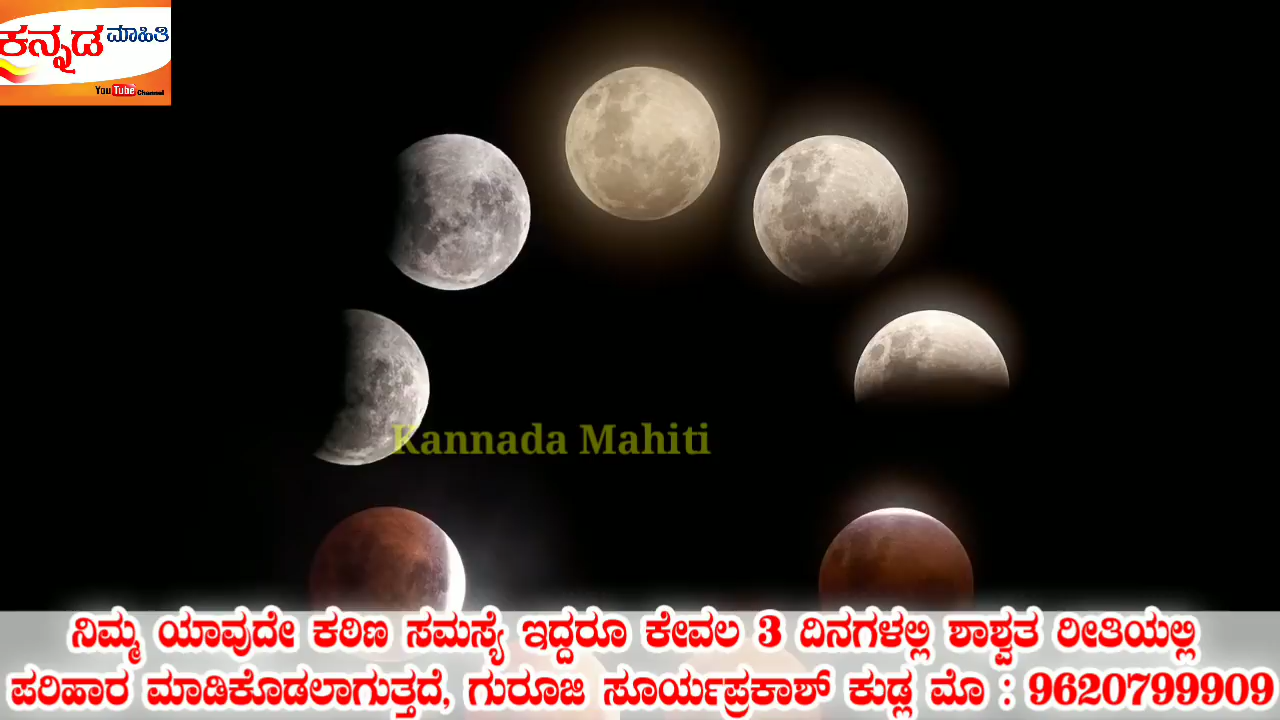 ಕನ್ನಡ ಮಾಹಿತಿ
YouTube Channel
Kannada Mahiti
ನಿಮ್ಮ ಯಾವುದೇ ಕಠಿಣ ಸಮಸ್ಯೆ ಇದ್ದರೂ ಕೇವಲ 3 ದಿನಗಳಲ್ಲಿ ಶಾಶ್ವತ ರೀತಿಯಲ್ಲಿ
ಪರಿಹಾರ ಮಾಡಿಕೊಡಲಾಗುತ್ತದೆ, ಗುರೂಜಿ ಸೂರ್ಯಪ್ರಕಾಶ್ ಕುಡ್ಲ ಮೊ : 9620799909